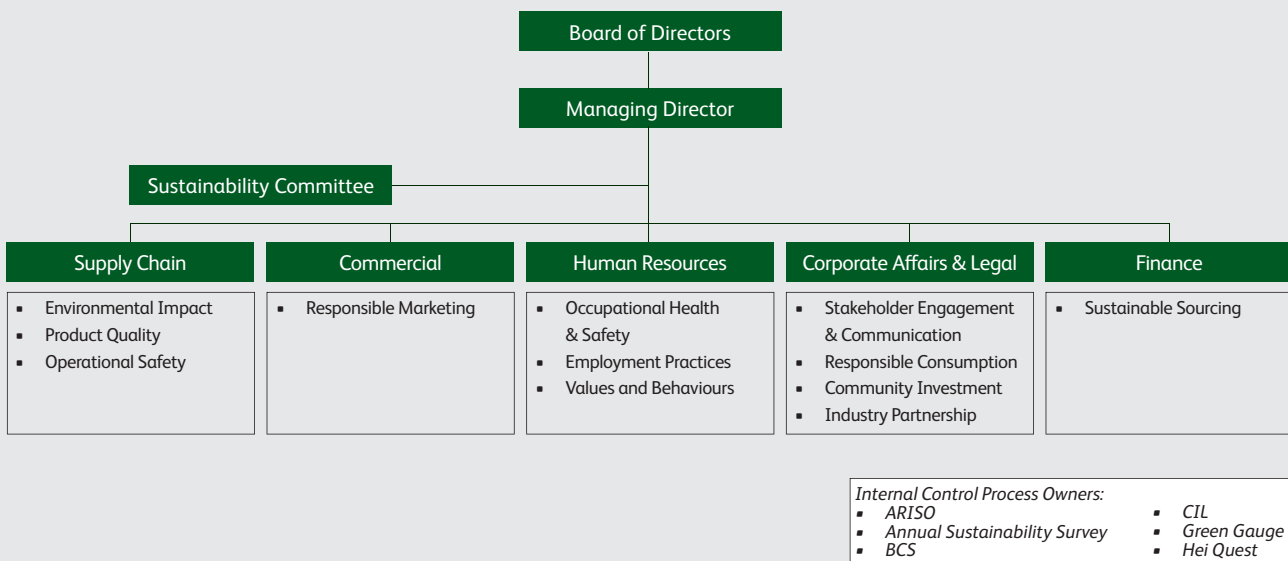 Board of Directors
Managing Director
Sustainability Committee
Supply Chain
▪ Environmental Impact
▪ Product Quality
▪ Operational Safety
Commercial
▪ Responsible Marketing
Human Resources
▪ Occupational Health
& Safety
▪ Employment Practices
▪ Values and Behaviours
Corporate Affairs & Legal
▪ Stakeholder Engagement
& Communication
▪ Responsible Consumption
▪ Community Investment
▪ Industry Partnership
Finance
▪ Sustainable Sourcing
Internal Control Process Owners:
▪ ARISO
▪ Annual Sustainability Survey
▪ BCS
▪ CIL
▪ Green Gauge
▪ Hei Quest